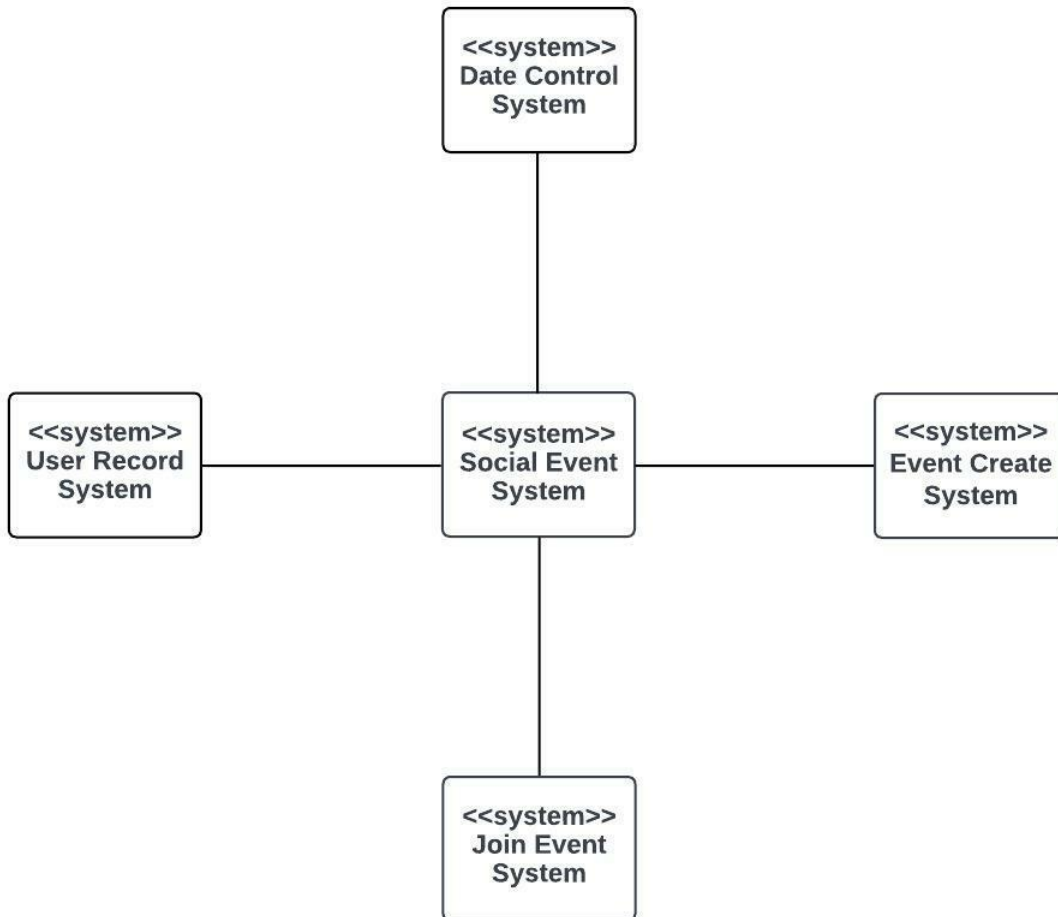 <<system>>
Date Control
System
<<system>>
User Record
System
<<system>>
Social Event
System
<<system>>
Event Create
System
<<system>>
Join Event
System